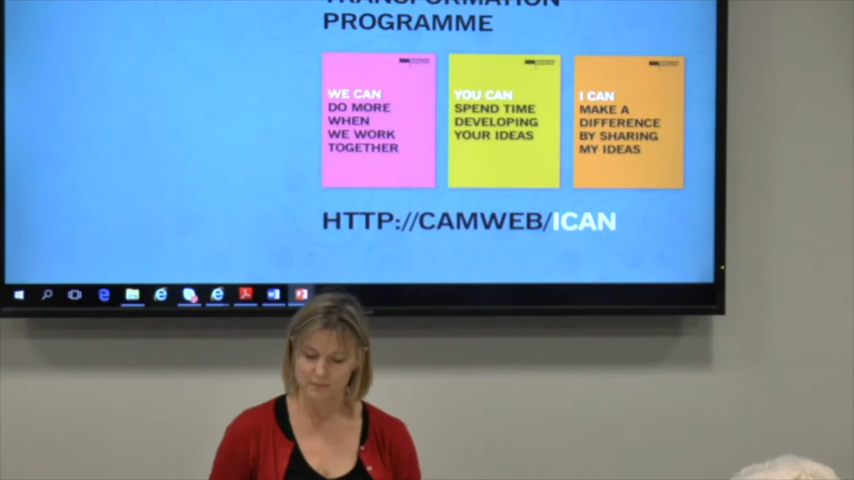 TRANSFORMATION
PROGRAMME
WE CAN
DO MORE
WHEN
WE WORK
TOGETHER
YOU CAN
SPEND TIME
DEVELOPING
YOUR IDEAS
I CAN
MAKE A
DIFFERENCE
BY SHARING
MY IDEAS
HTTP://CAMWEB/ICAN